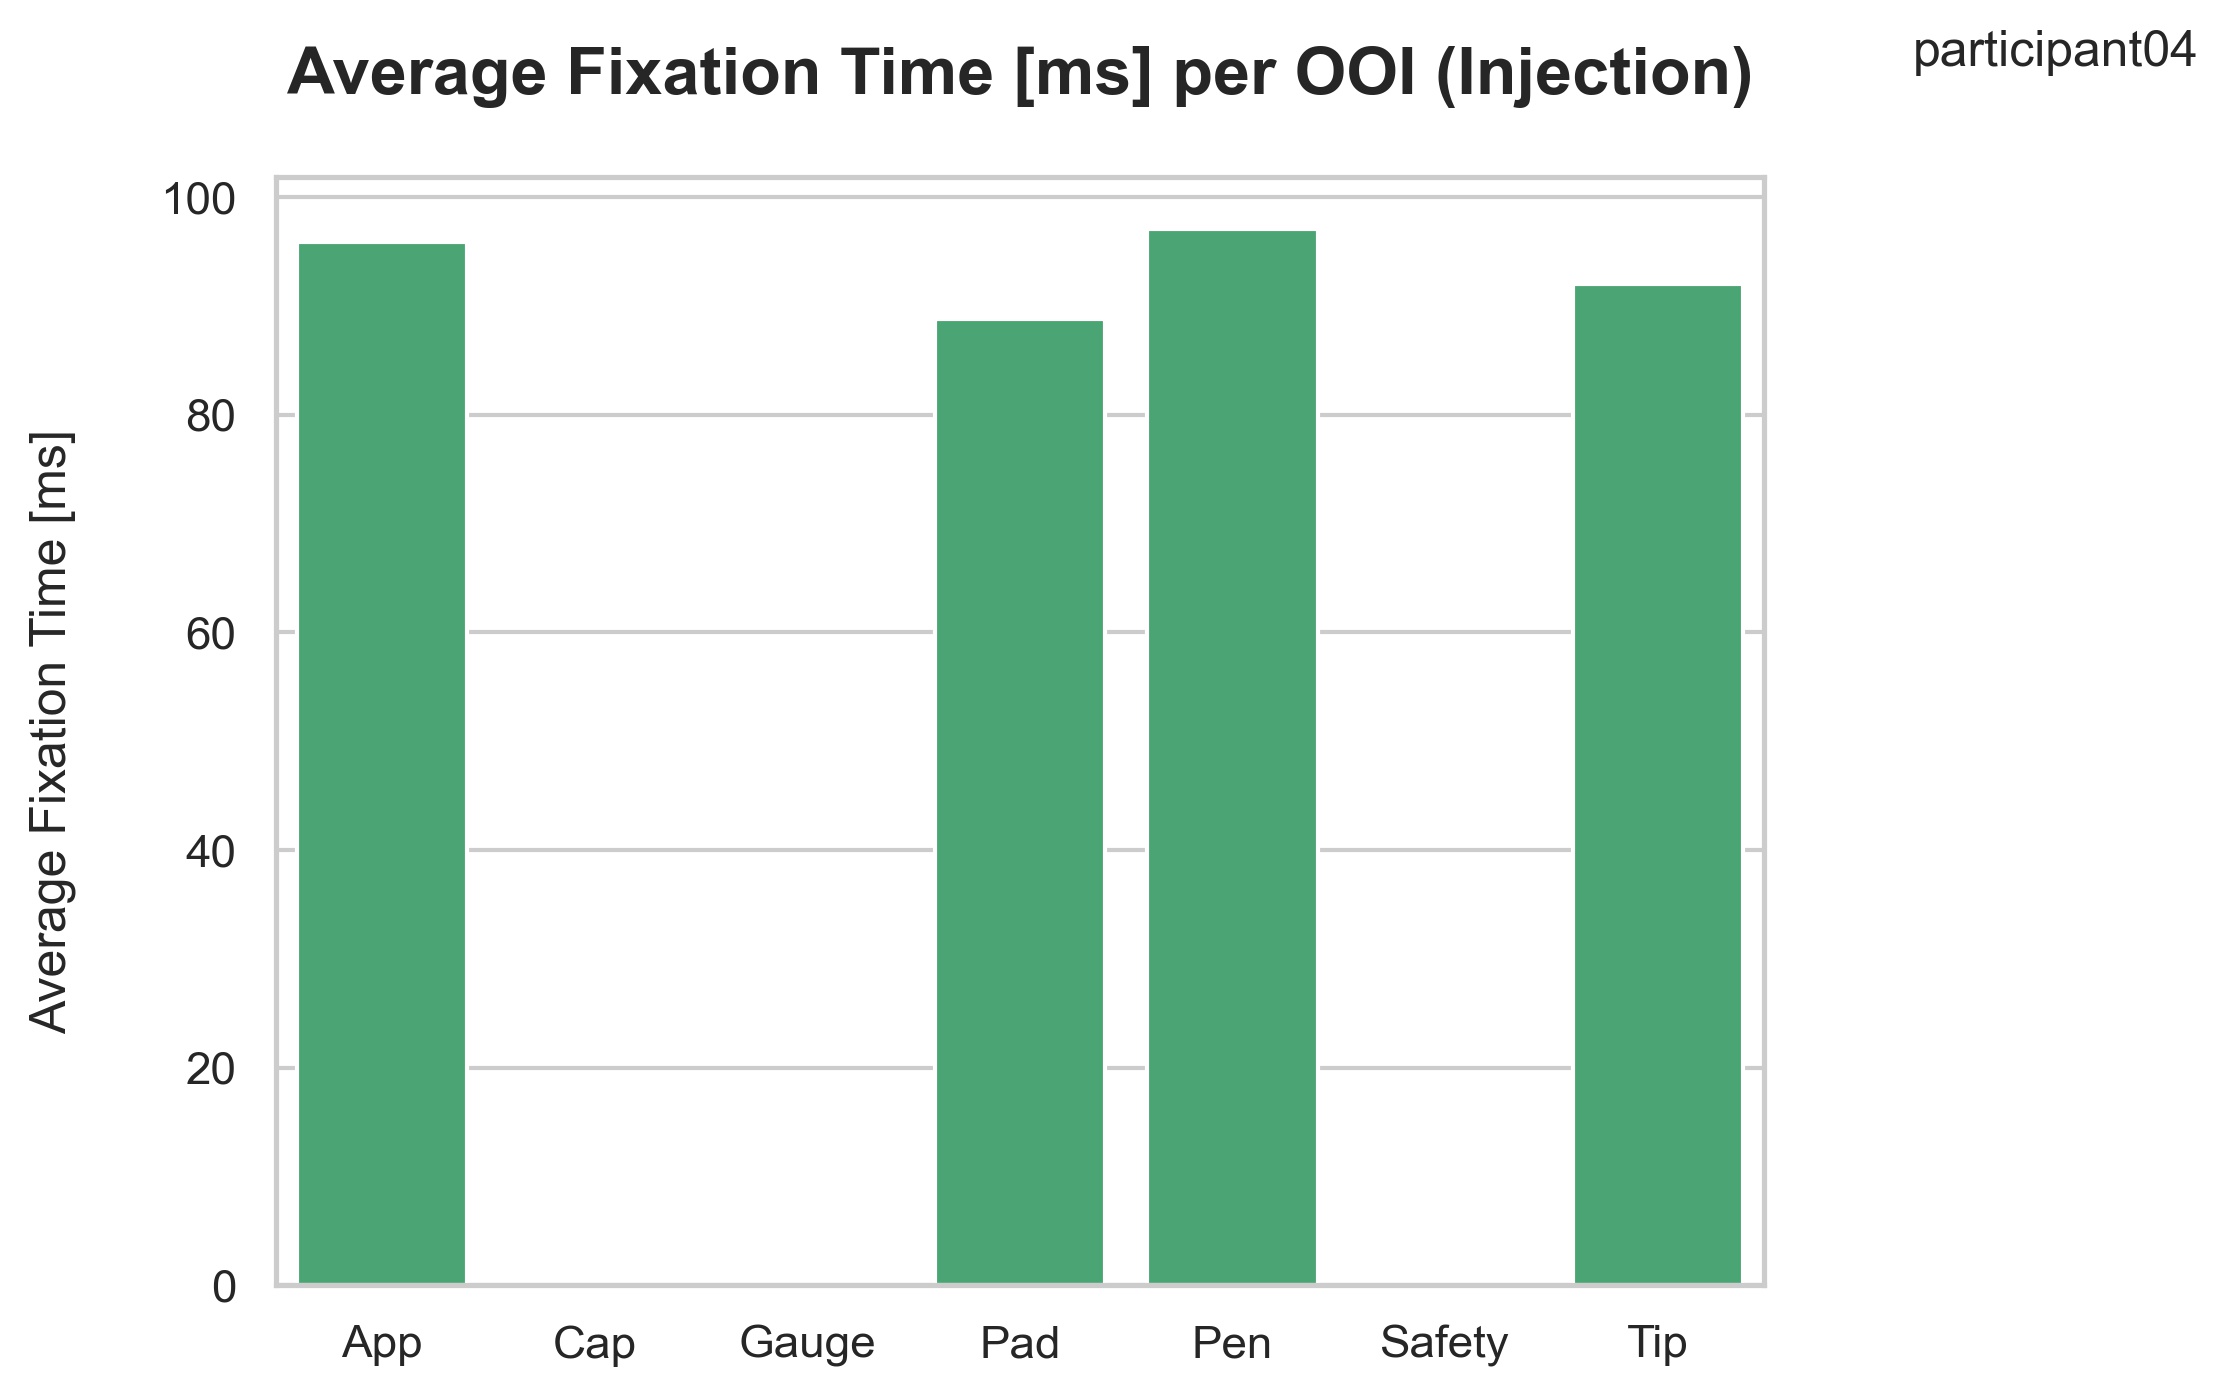 Average Fixation Time [ms] per OOI (Injection)
participant04
Average Fixation Time [ms]
100
80
60
40
20
0
App
Cap
Gauge
Pad
Pen
Safety
Tip